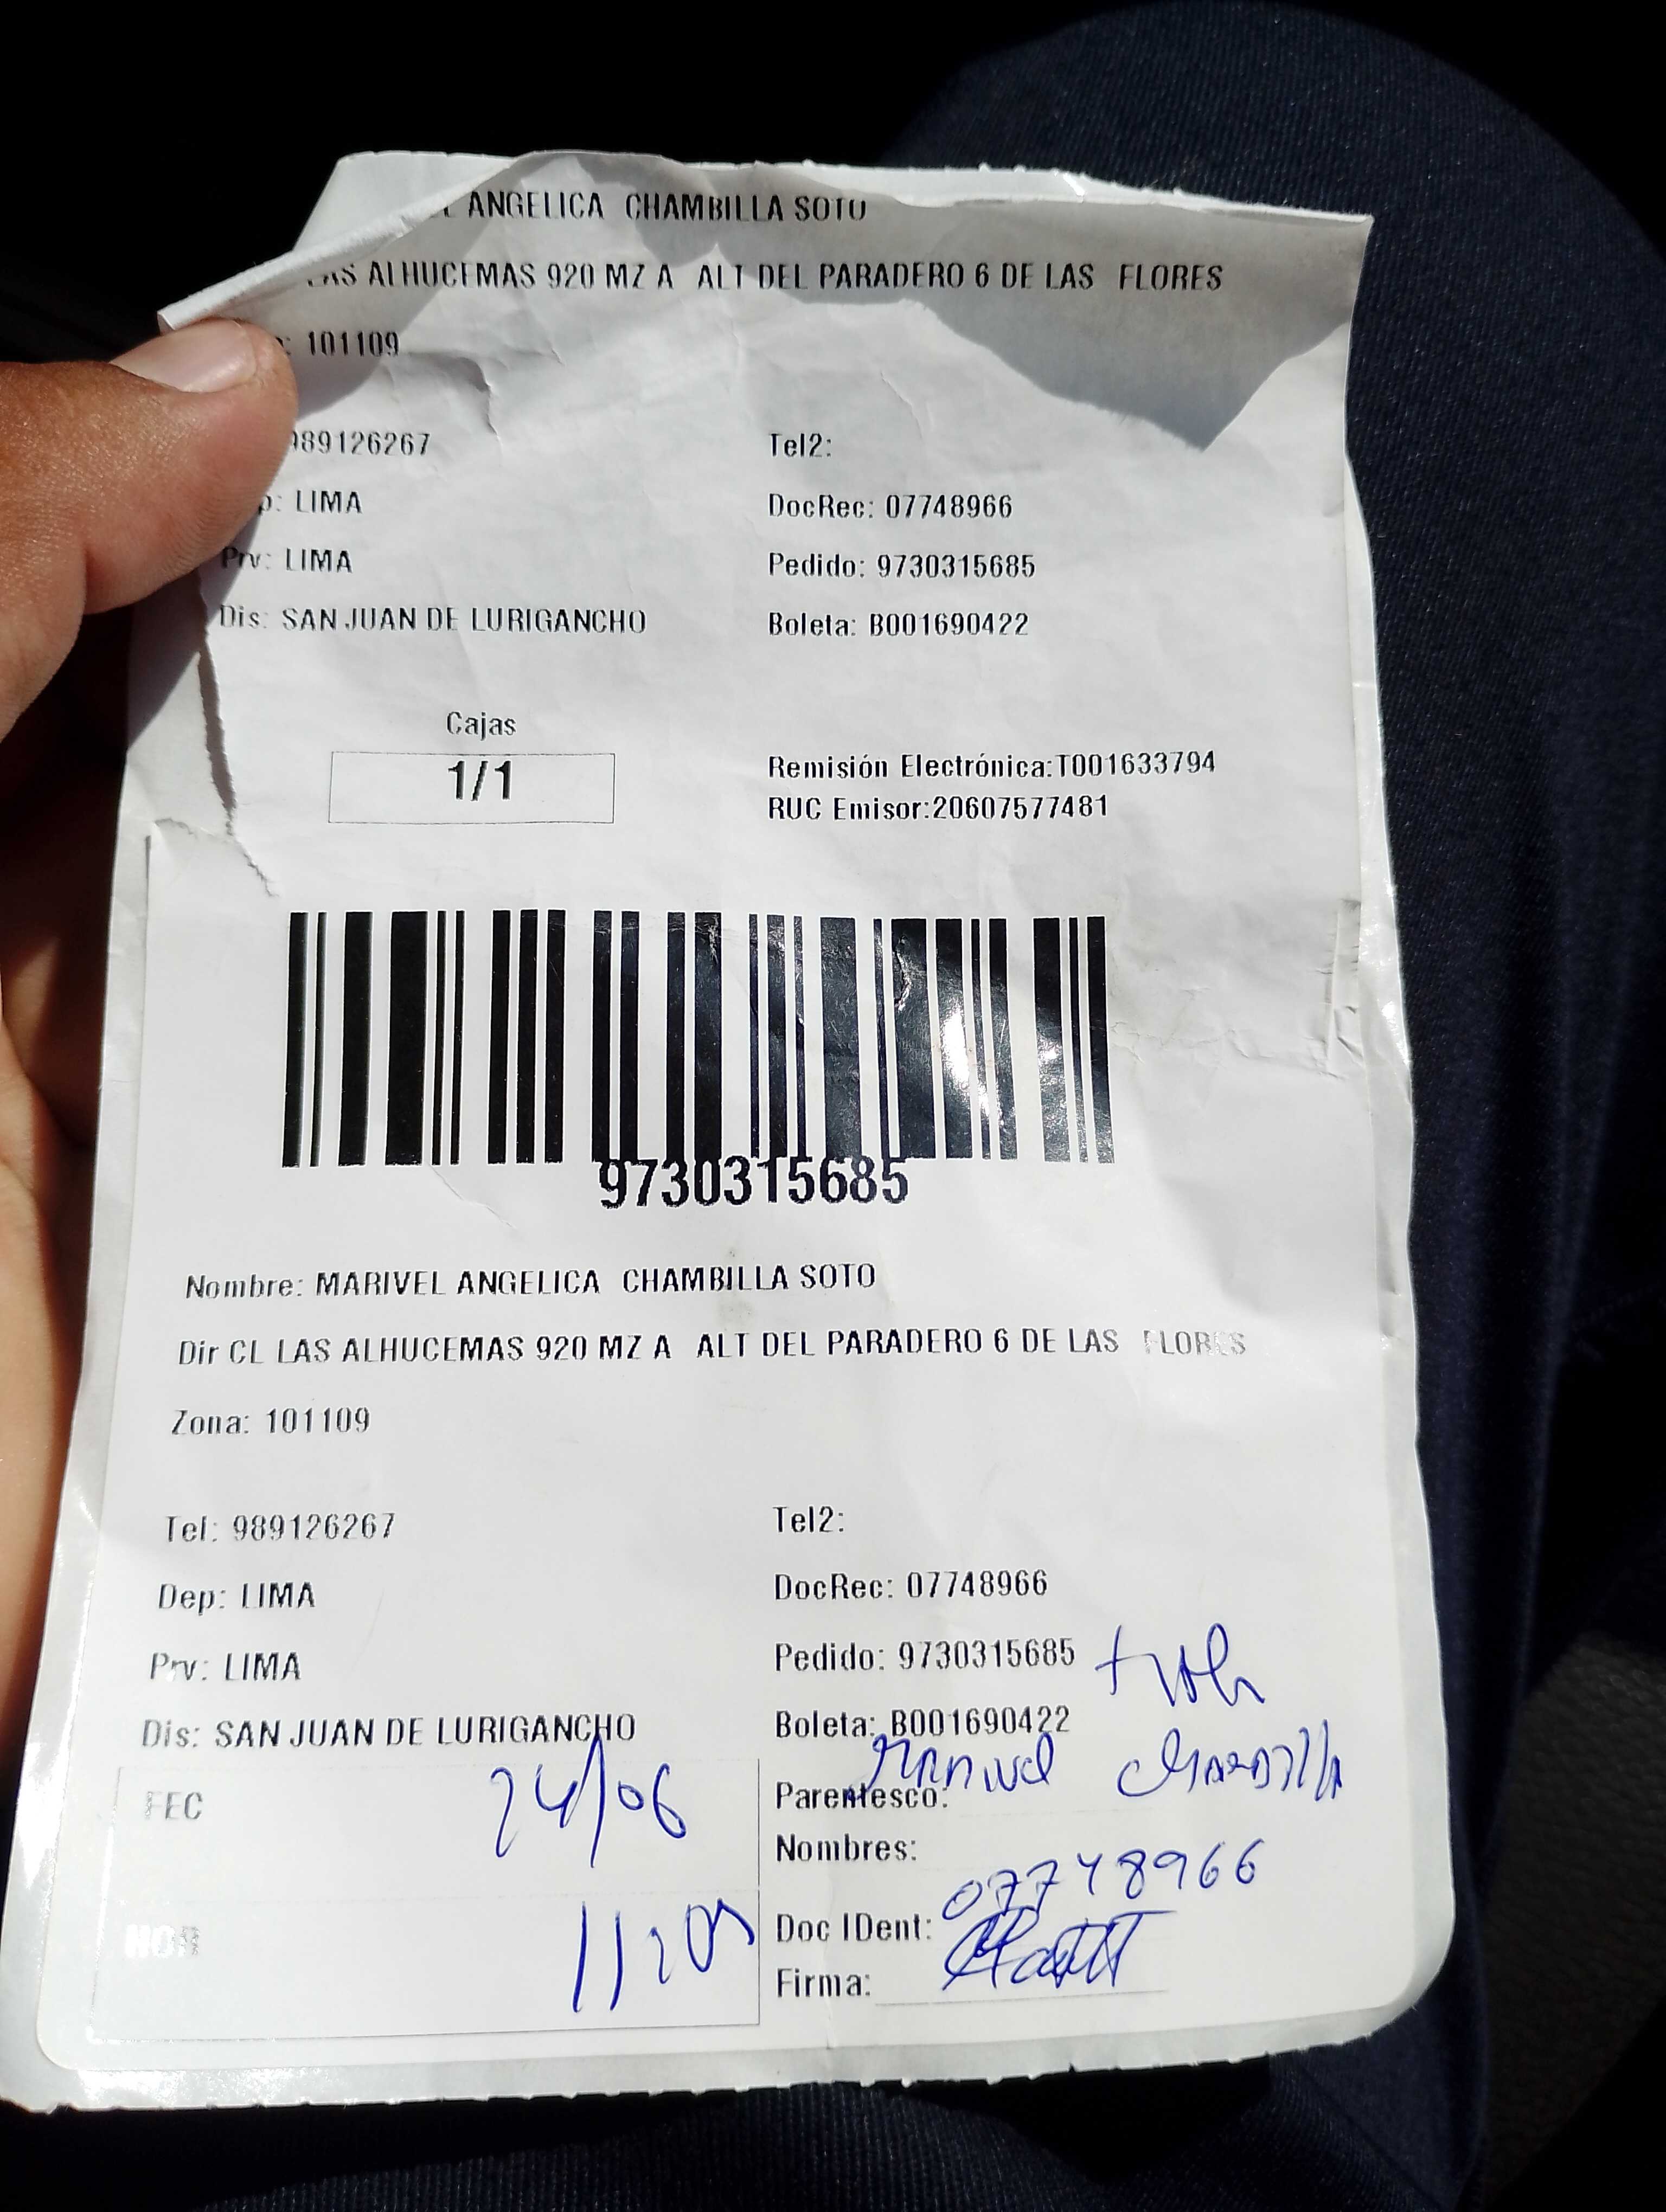 ANGELICA CHAMBILLA SOTO
LAS ALHUCEMAS 920 MZ A ALT DEL PARADERO 6 DE LAS FLORES
: 101109
989126267 Tel2:
p: LIMA DocRec: 07748966
Prv: LIMA Pedido: 9730315685
Dis: SAN JUAN DE LURIGANCHO Boleta: B001690422
Cajas
1/1
Remisión Electrónica:T001633794
RUC Emisor:20607577481
9730315685
Nombre: MARIVEL ANGELICA CHAMBILLA SOTO
Dir CL LAS ALHUCEMAS 920 MZ A ALT DEL PARADERO 6 DE LAS FLORES
Zona: 101109
Tel: 989126267 Tel2:
Dep: LIMA DocRec: 07748966
Prv: LIMA Pedido: 9730315685
Dis: SAN JUAN DE LURIGANCHO Boleta: B001690422
FEC 24/06
Parentesco: Marivel Chambilla
Nombres:
07748966
HOR 11:09
Doc IDent:
Firma: